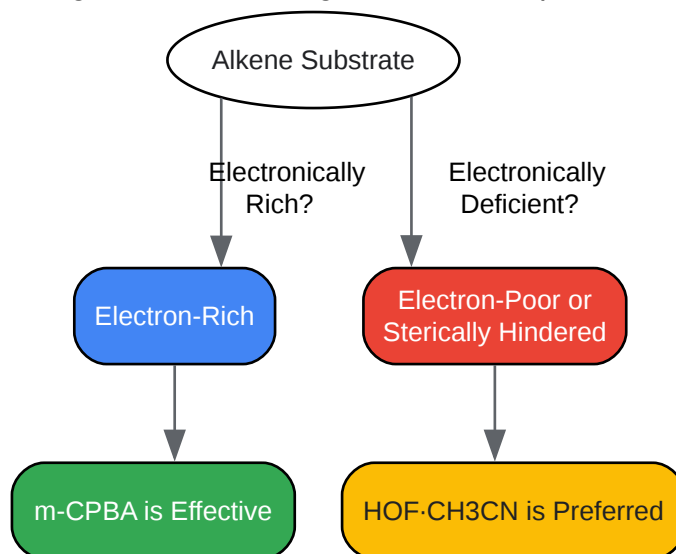 Alkene Substrate
Electronically
Rich?
Electronically
Deficient?
Electron-Rich
Electron-Poor or
Sterically Hindered
m-CPBA is Effective
HOF·CH3CN is Preferred